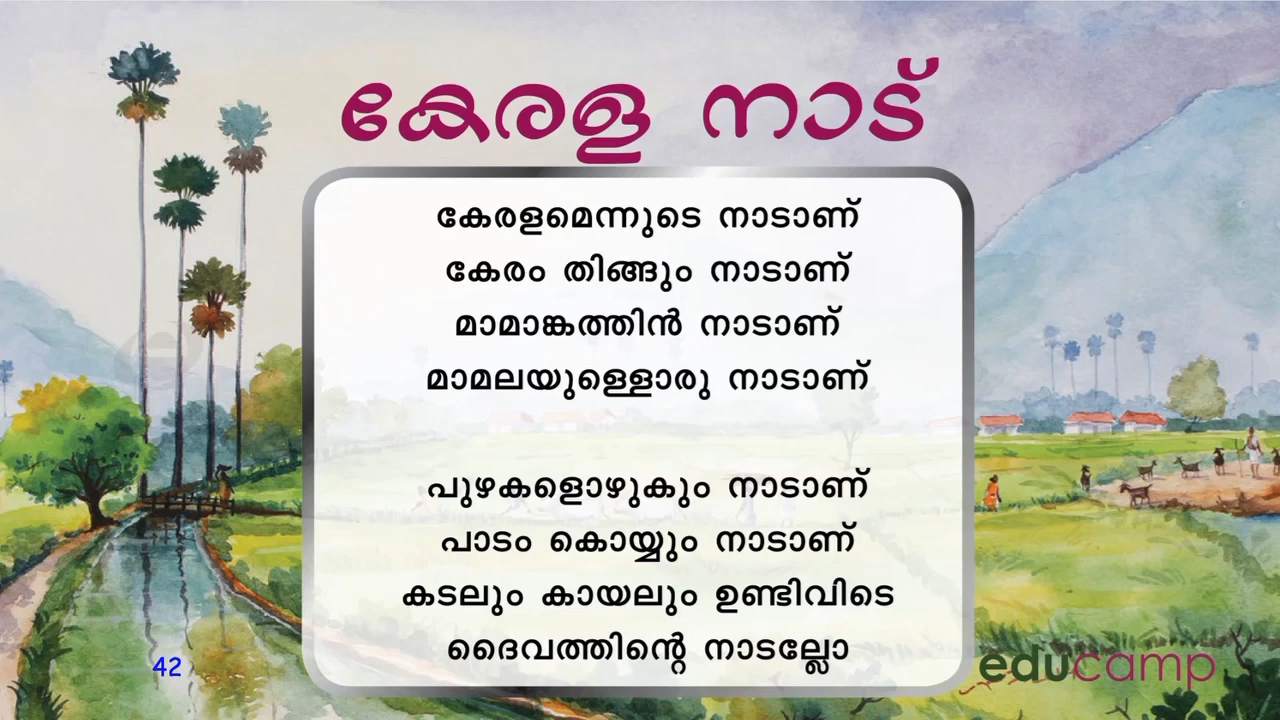 കേരള നാട്
കേരളമെന്നുടെ നാടാണ്
കേരം തിങ്ങും നാടാണ്
മാമാങ്കത്തിൻ നാടാണ്
മാമലയുള്ളൊരു നാടാണ്
പുഴകളൊഴുകും നാടാണ്
പാടം കൊയ്യും നാടാണ്
കടലും കായലും ഉണ്ടിവിടെ
ദൈവത്തിന്റെ നാടല്ലോ
42
educamp